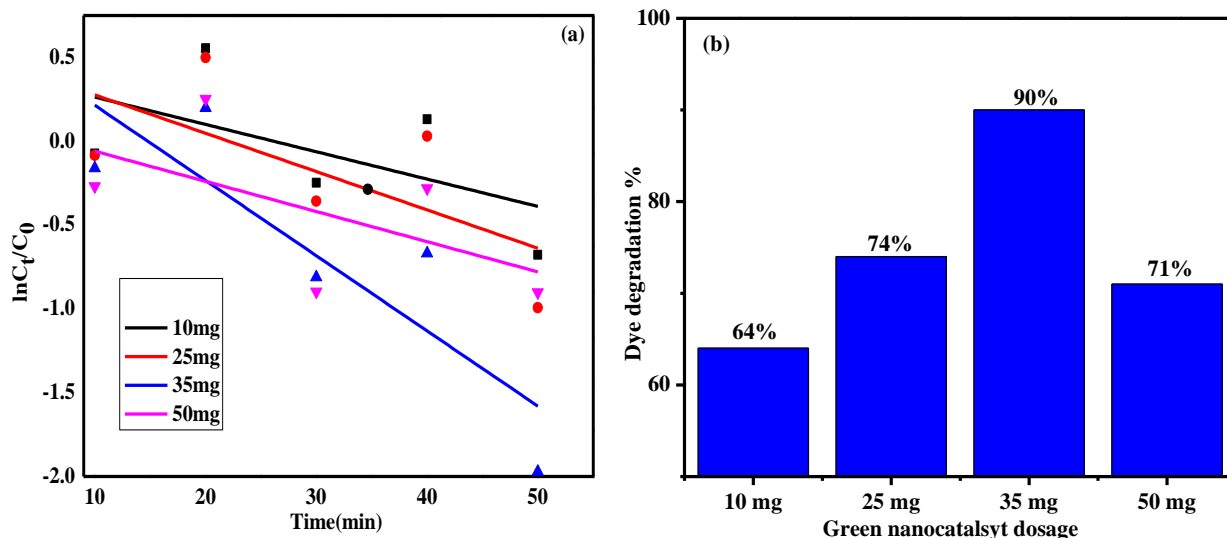 (a)
0.5
0.0
-0.5
-1.0
-1.5
-2.0
lnCt/C0
10mg
25mg
35mg
50mg
10 20 30 40 50
Time(min)
(b)
100
80
60
Dye degradation %
64%
74%
90%
71%
10 mg 25 mg 35 mg 50 mg
Green nanocatalsyt dosage